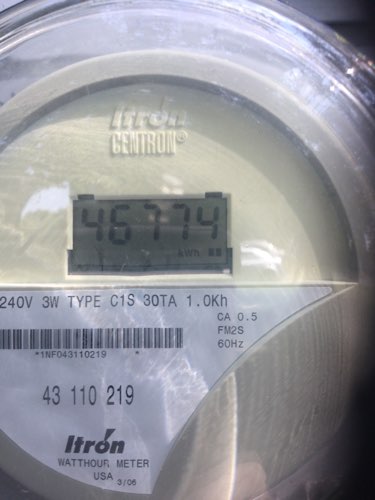 Itron
CENTRON®
46774
kWh
240V 3W TYPE C1S 30TA 1.0Kh
CA 0.5
FM2S
60Hz
*1NF043110219 *
43 110 219
Itron
WATTHOUR METER
USA 3/06